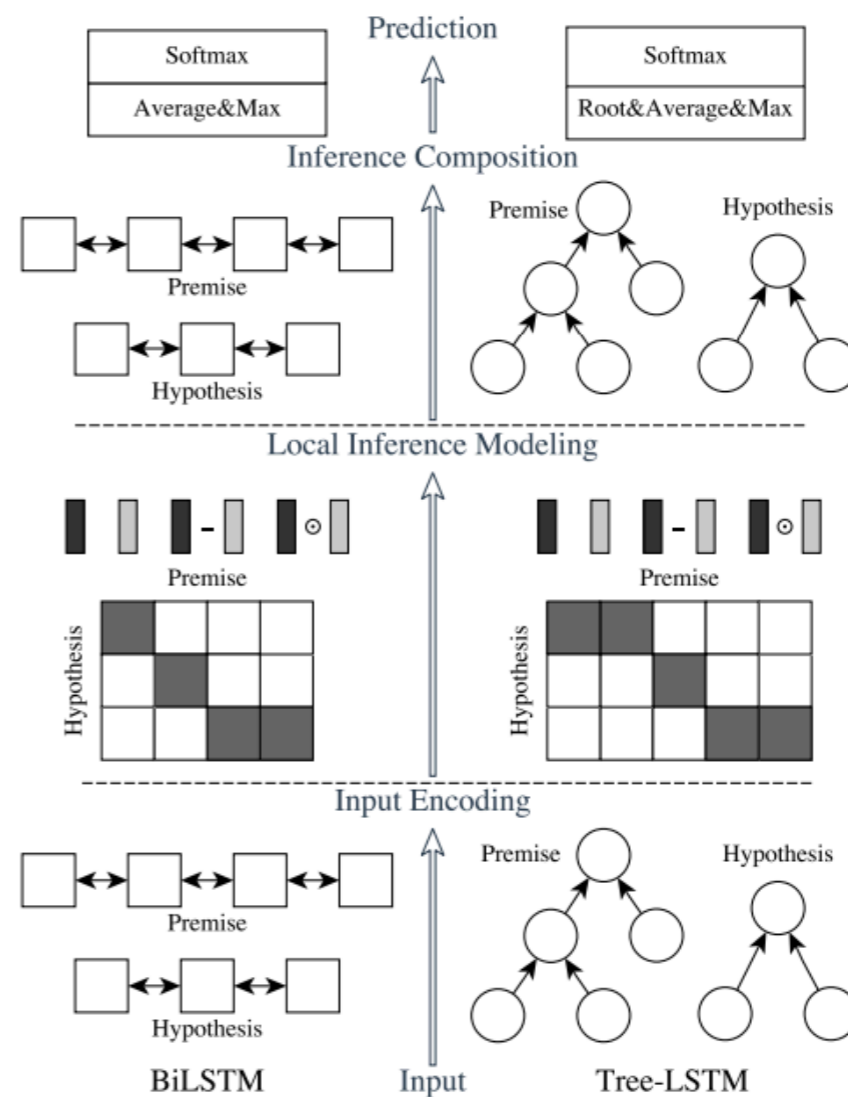 Prediction
Softmax
Average&Max
Softmax
Root&Average&Max
Inference Composition
Premise
Hypothesis
Premise
Hypothesis
Local Inference Modeling
– ⊙
Premise
Hypothesis
– ⊙
Premise
Hypothesis
Input Encoding
Premise
Hypothesis
Premise
Hypothesis
BiLSTM
Input
Tree-LSTM